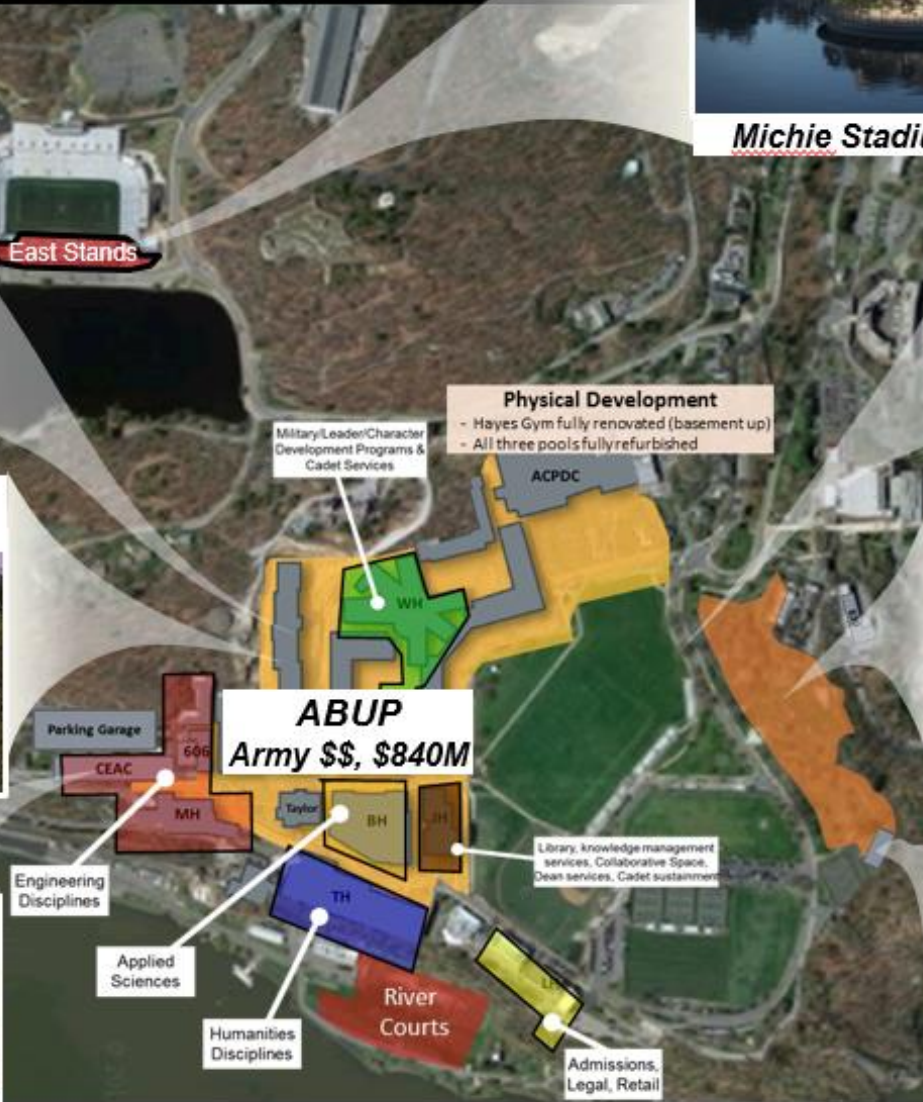 Michie
East Stands
Physical Development
- Hayes Gym fully renovated (basement up)
- All three pools fully refurbished
Military/Leader/Character
Development Programs &
Cadet Services
ACPDC
WH
ABUP
Army $$, $840M
Parking Garage
606
CEAC
MH
Taylor
BH
JH
Library, knowledge management
services, Collaborative Space,
Dean services, Cadet sustainment
Engineering
Disciplines
TH
Applied
Sciences
LH
River
Courts
Humanities
Disciplines
Admissions,
Legal, Retail